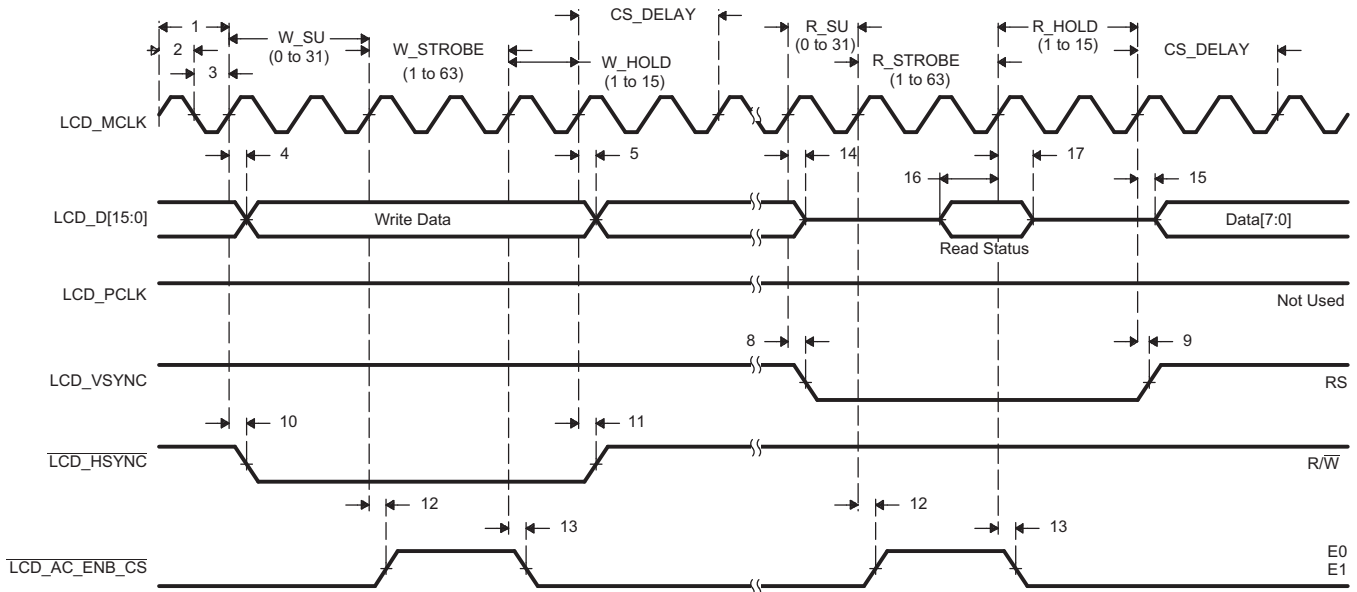 CS_DELAY
1
W_SU
(0 to 31)
2
W_STROBE
(1 to 63)
3
W_HOLD
(1 to 15)
R_SU
(0 to 31)
R_STROBE
(1 to 63)
R_HOLD
(1 to 15)
CS_DELAY
LCD_MCLK
4
5
14
17
16
15
LCD_D[15:0]
Write Data
Read Status
Data[7:0]
LCD_PCLK
Not Used
8
9
LCD_VSYNC
RS
10
11
LCD_HSYNC
R/W
12
13
12
13
LCD_AC_ENB_CS
E0
E1